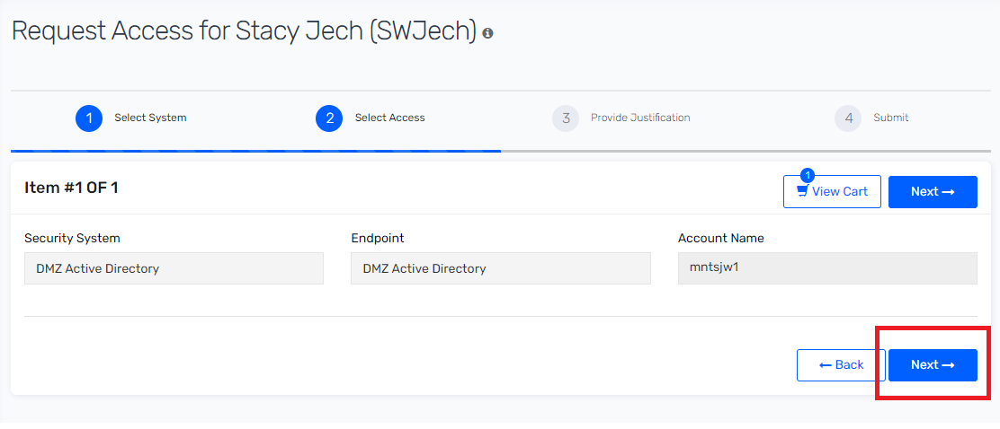 Request Access for Stacy Jech (SWJech)
1 Select System 2 Select Access 3 Provide Justification 4 Submit
Item #1 OF 1
1
View Cart
Next
Security System Endpoint Account Name
DMZ Active Directory DMZ Active Directory mntsjw1
Back Next